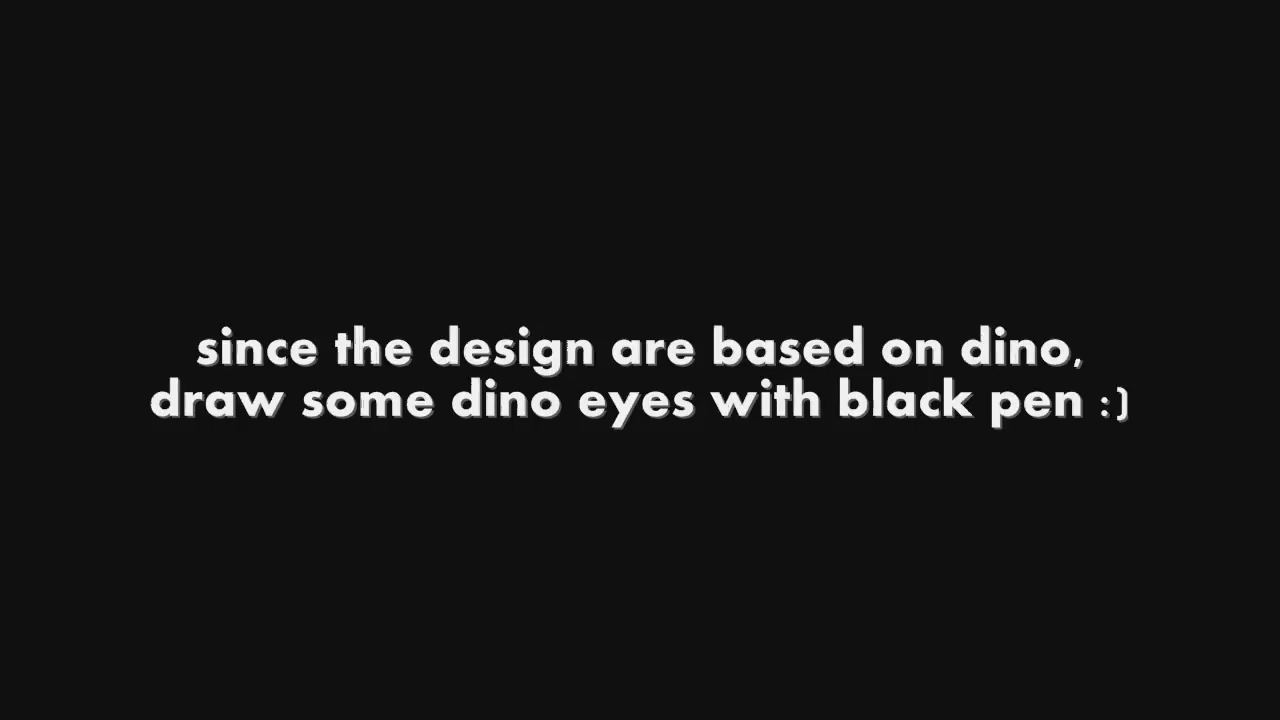 since the design are based on dino,
draw some dino eyes with black pen :)